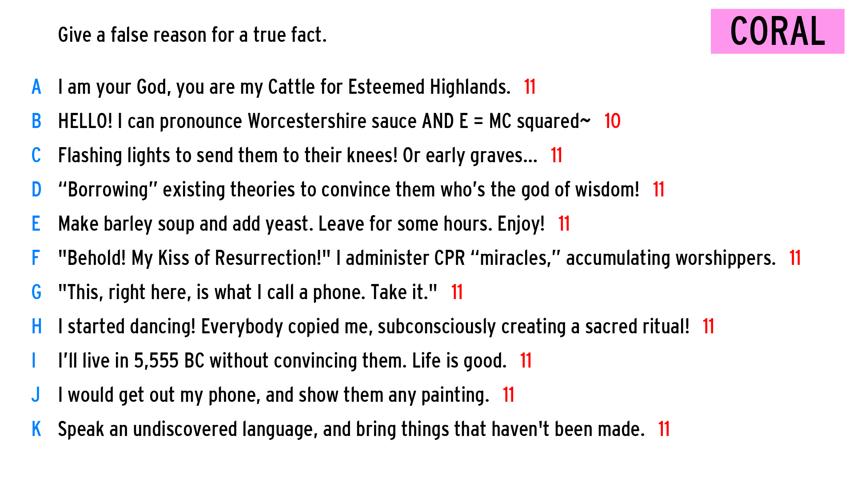 Give a false reason for a true fact.
CORAL
A I am your God, you are my Cattle for Esteemed Highlands. 11
B HELLO! I can pronounce Worcestershire sauce AND E = MC squared~ 10
C Flashing lights to send them to their knees! Or early graves... 11
D “Borrowing” existing theories to convince them who’s the god of wisdom! 11
E Make barley soup and add yeast. Leave for some hours. Enjoy! 11
F "Behold! My Kiss of Resurrection!" I administer CPR “miracles,” accumulating worshippers. 11
G "This, right here, is what I call a phone. Take it." 11
H I started dancing! Everybody copied me, subconsciously creating a sacred ritual! 11
I I’ll live in 5,555 BC without convincing them. Life is good. 11
J I would get out my phone, and show them any painting. 11
K Speak an undiscovered language, and bring things that haven't been made. 11